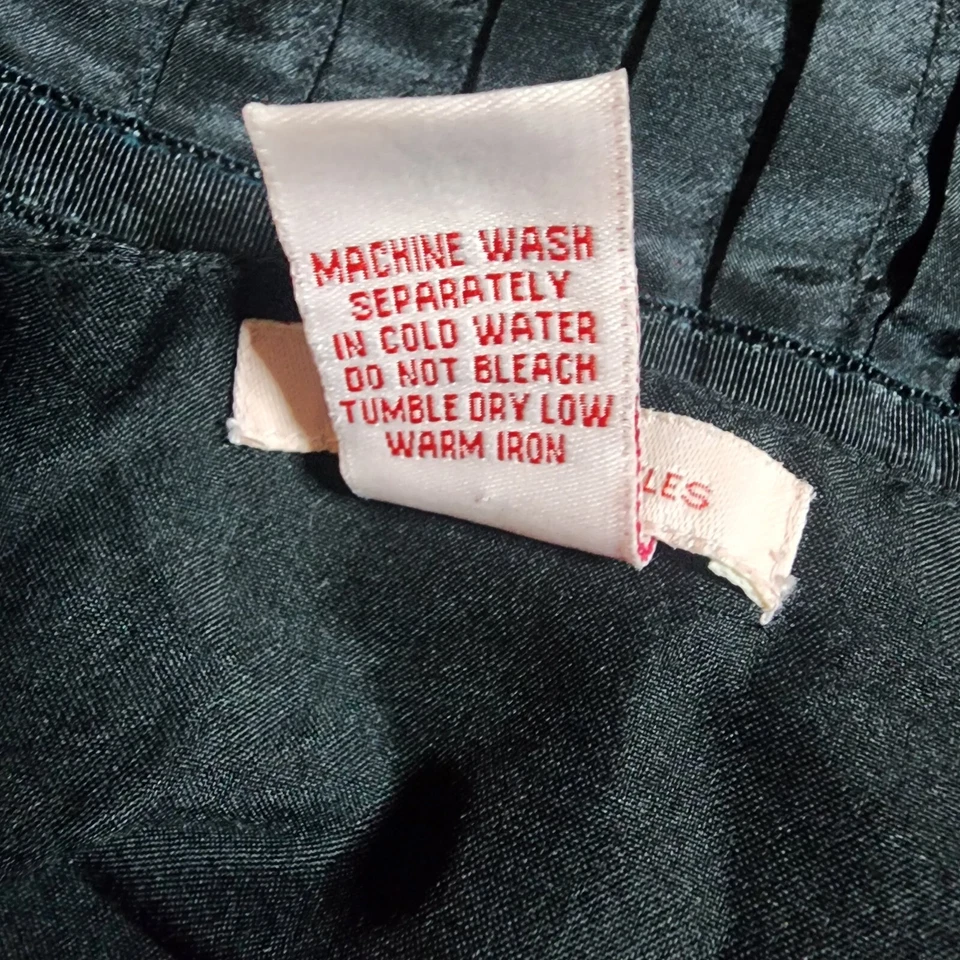 MACHINE WASH
SEPARATELY
IN COLD WATER
DO NOT BLEACH
TUMBLE DRY LOW
WARM IRON
LES